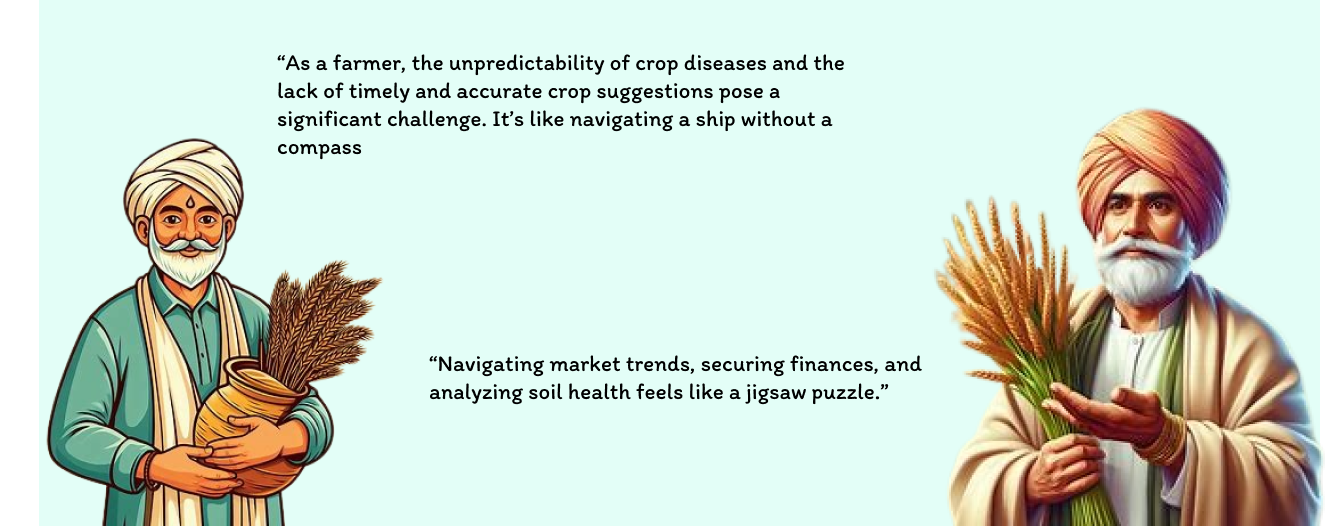 “As a farmer, the unpredictability of crop diseases and the
lack of timely and accurate crop suggestions pose a
significant challenge. It’s like navigating a ship without a
compass
“Navigating market trends, securing finances, and
analyzing soil health feels like a jigsaw puzzle.”